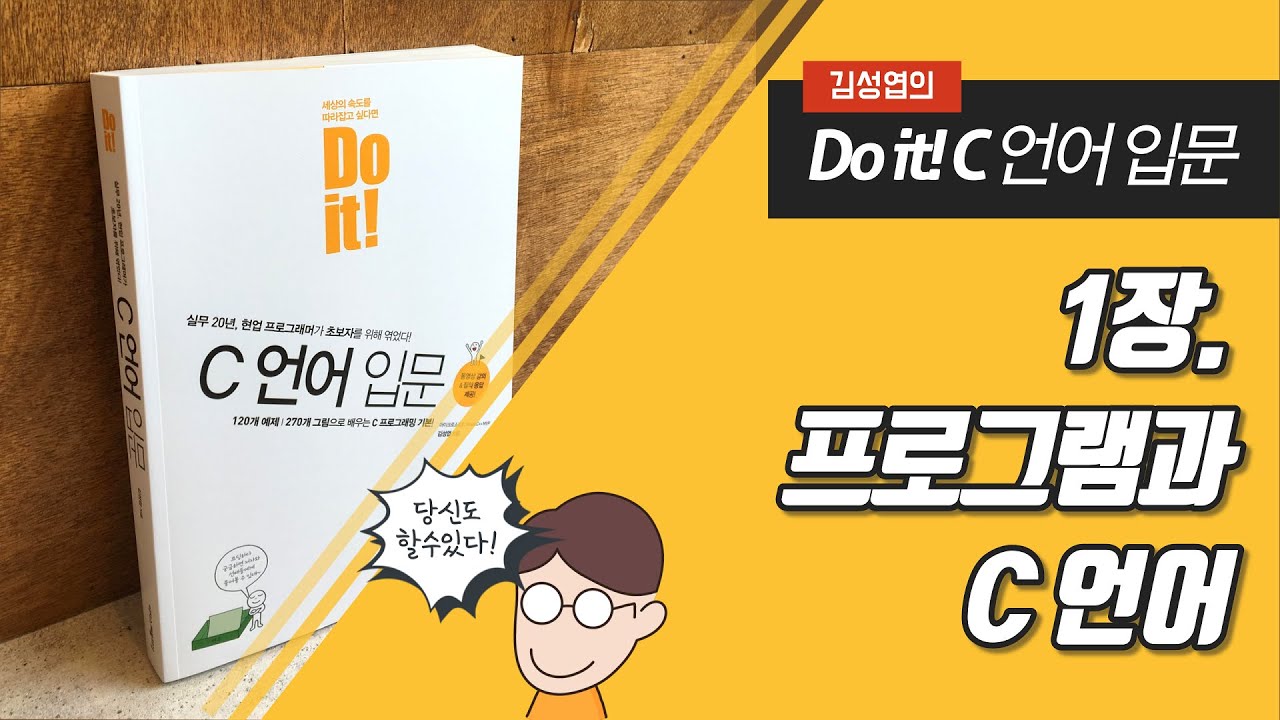 세상의 속도를
따라잡고 싶다면
Do
it!
실무 20년, 현업 프로그래머가 초보자를 위해 엮었다!
C 언어 입문
120개 예제 | 270개 그림으로 배우는 C 프로그래밍 기본!
C 언어 입문
당신도
할수있다!
김성엽의
Do it! C 언어 입문
1장.
프로그램과
C 언어